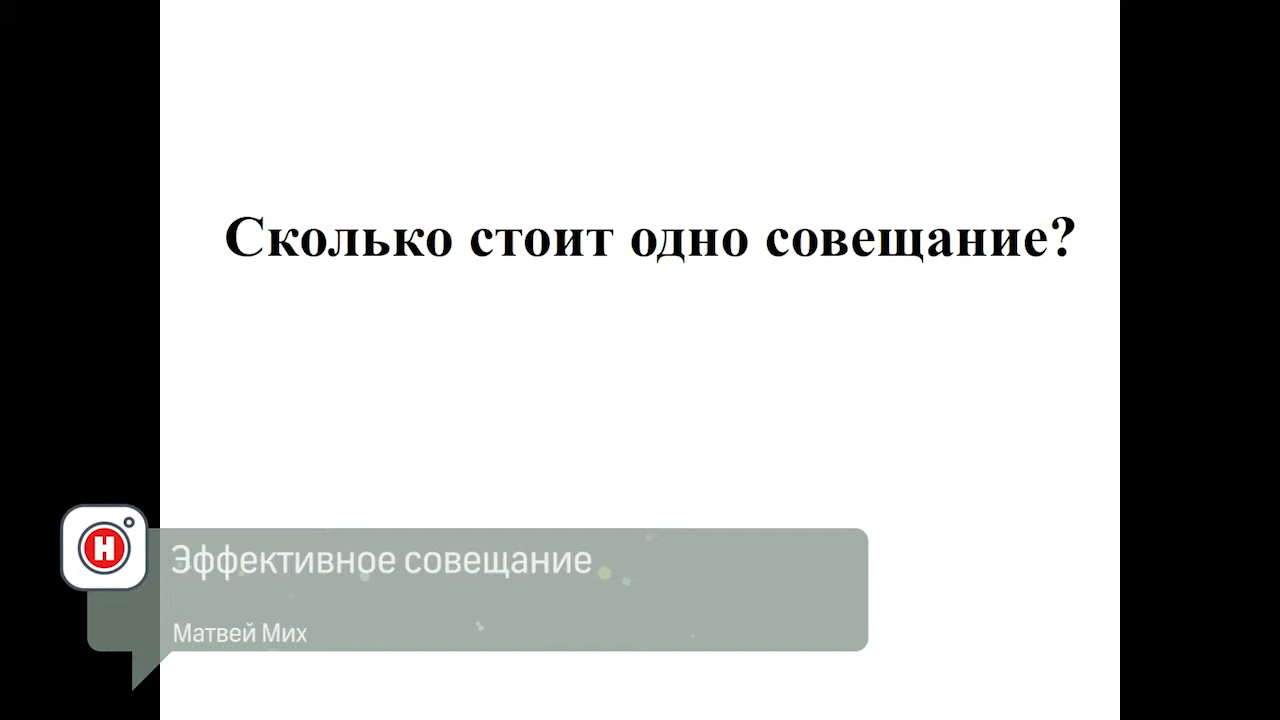 Сколько стоит одно совещание?
Н
Эффективное совещание
Матвей Мих